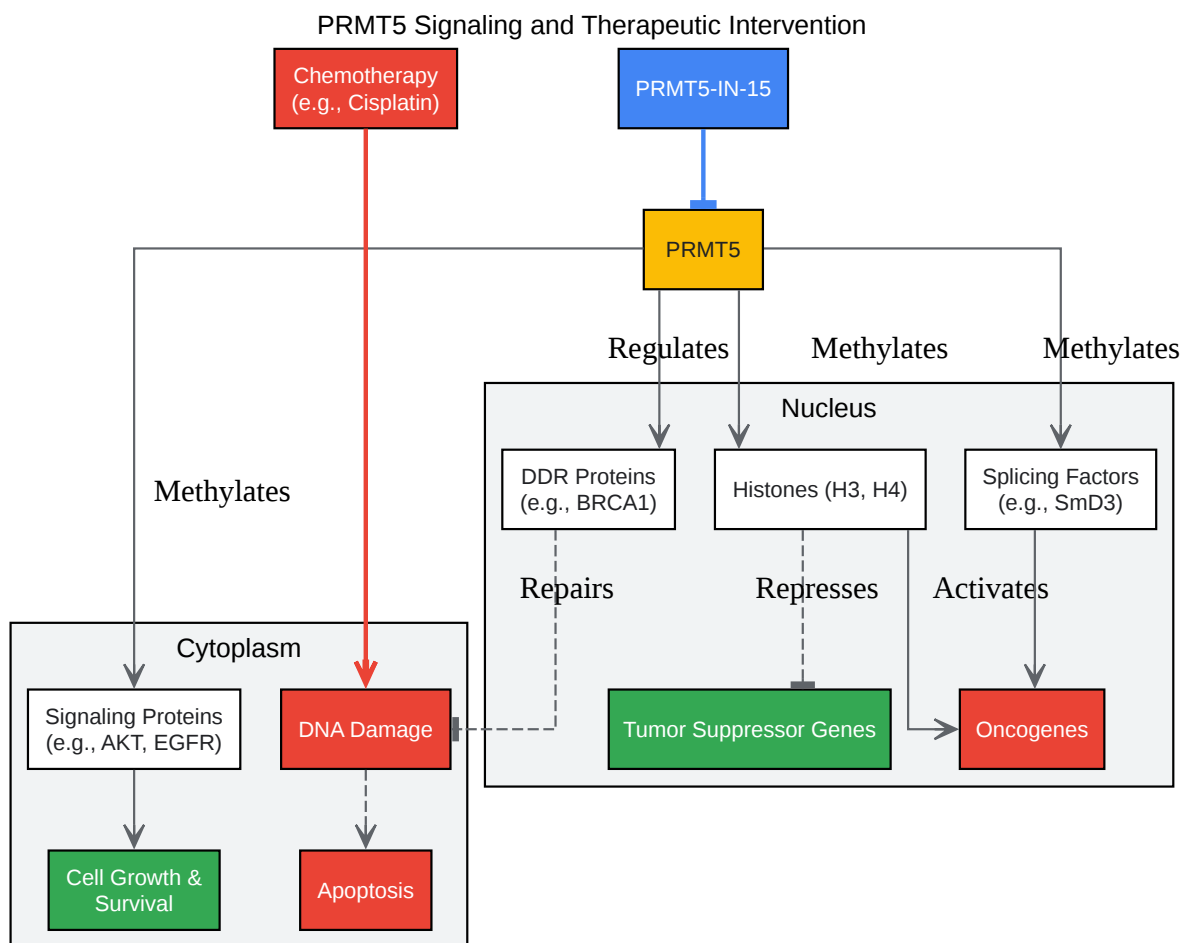 PRMT5 Signaling and Therapeutic Intervention
Chemotherapy
(e.g., Cisplatin)
PRMT5-IN-15
PRMT5
Regulates
Methylates
Methylates
Nucleus
DDR Proteins
(e.g., BRCA1)
Histones (H3, H4)
Splicing Factors
(e.g., SmD3)
Methylates
Repairs
Represses
Activates
Cytoplasm
Signaling Proteins
(e.g., AKT, EGFR)
DNA Damage
Tumor Suppressor Genes
Oncogenes
Cell Growth &
Survival
Apoptosis